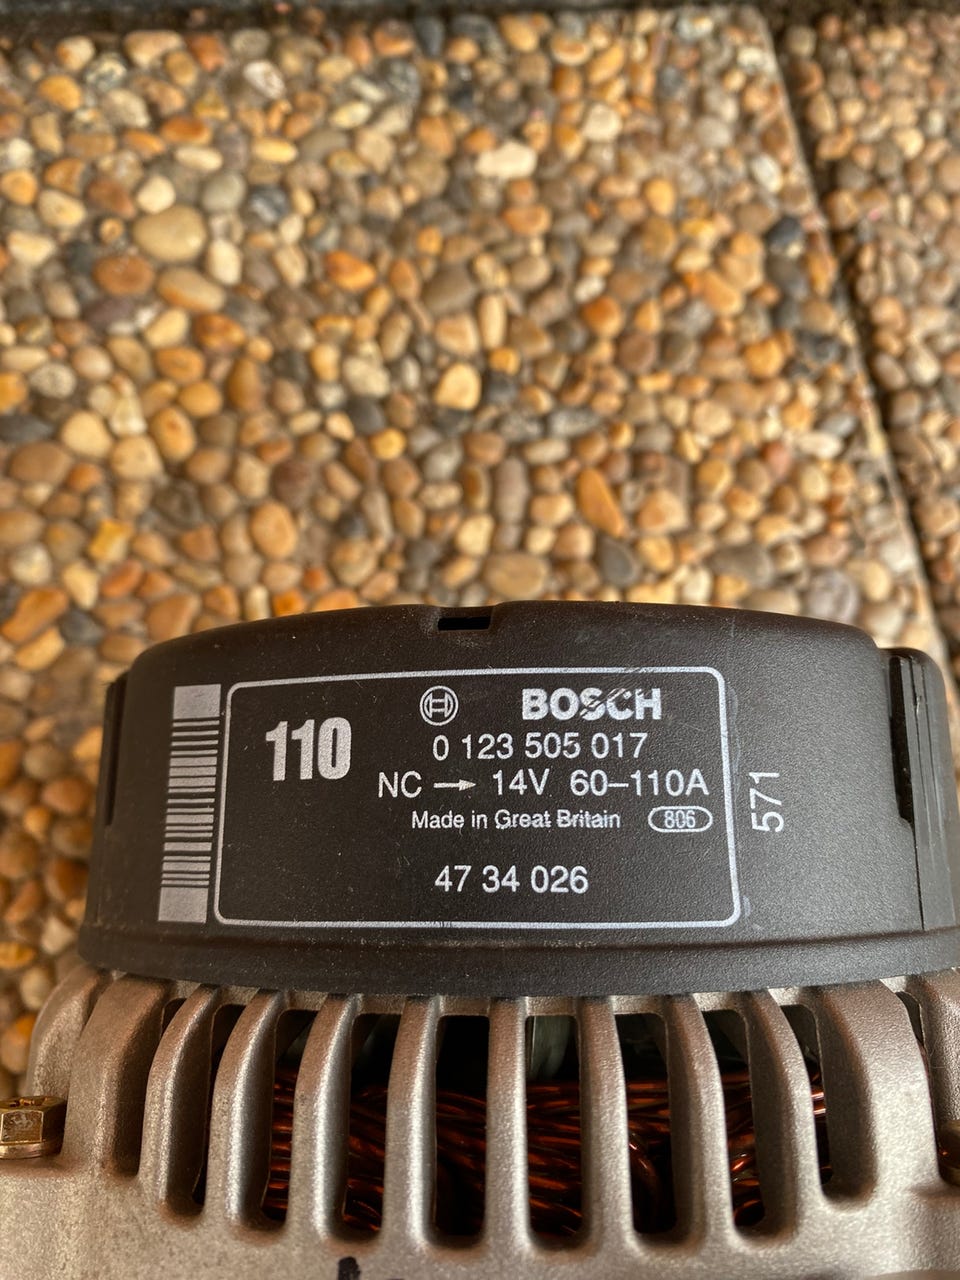 110
BOSCH
0 123 505 017
NC → 14V 60–110A
Made in Great Britain 806
47 34 026
571